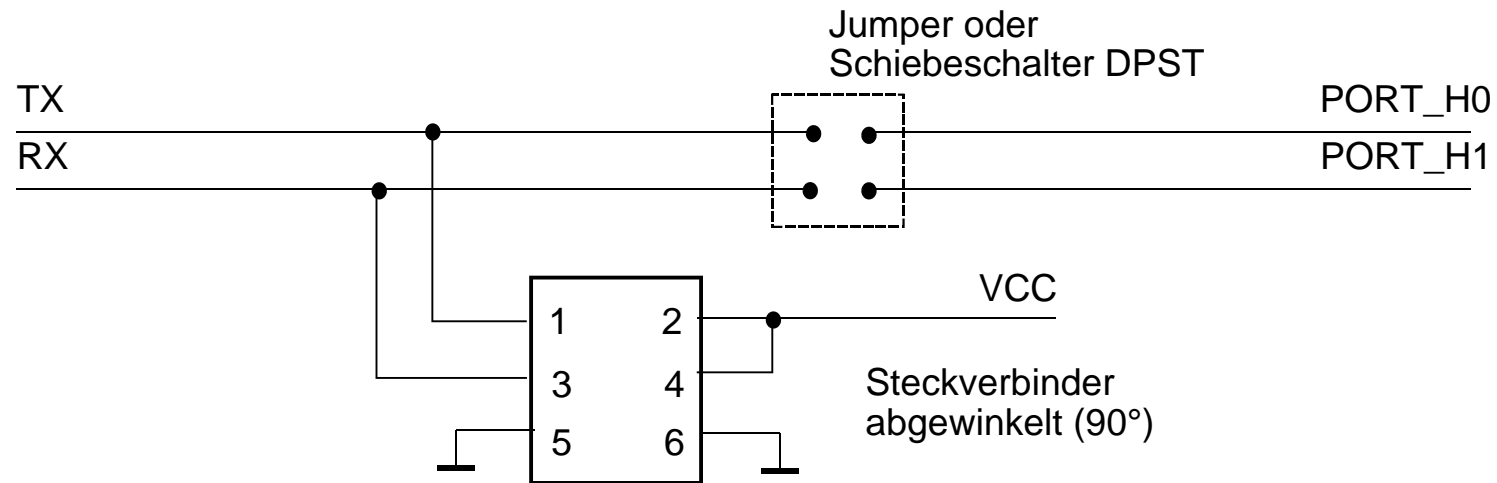 Jumper oder
Schiebeschalter DPST
TX
PORT_H0
RX
PORT_H1
VCC
1
2
3
4
5
6
Steckverbinder
abgewinkelt (90°)